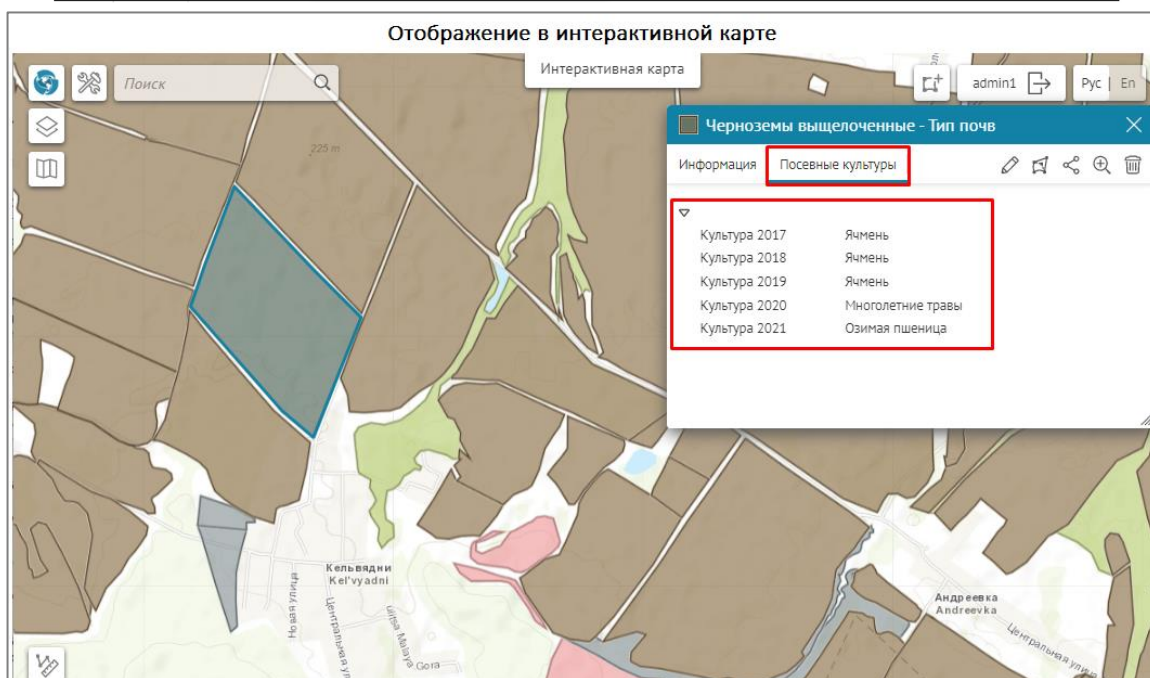 Отображение в интерактивной карте
Поиск
Интерактивная карта
admin1
Рус | En
225 m
Черноземы выщелоченные - Тип почв
Информация
Посевные культуры
Культура 2017 Ячмень
Культура 2018 Ячмень
Культура 2019 Ячмень
Культура 2020 Многолетние травы
Культура 2021 Озимая пшеница
Кельвядни
Kel'vyadni
Новая улица
Центральная ул
ulitsa Malaya Gora
Андреевка
Andreevka
Центральная улица